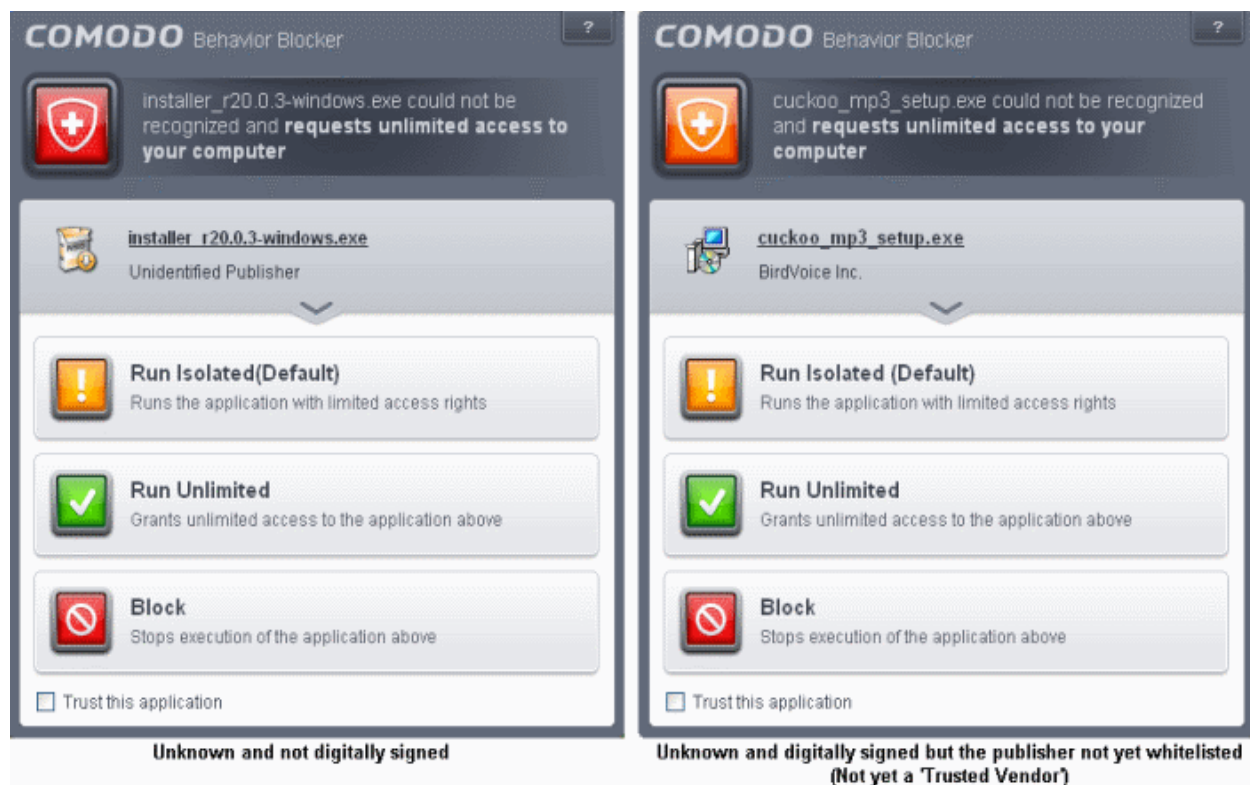 COMODO Behavior Blocker
?
installer_r20.0.3-windows.exe could not be
recognized and requests unlimited access to
your computer
installer_r20.0.3-windows.exe
Unidentified Publisher
Run Isolated(Default)
Runs the application with limited access rights
Run Unlimited
Grants unlimited access to the application above
Block
Stops execution of the application above
Trust this application
Unknown and not digitally signed
COMODO Behavior Blocker
?
cuckoo_mp3_setup.exe could not be recognized
and requests unlimited access to your
computer
cuckoo_mp3_setup.exe
BirdVoice Inc.
Run Isolated (Default)
Runs the application with limited access rights
Run Unlimited
Grants unlimited access to the application above
Block
Stops execution of the application above
Trust this application
Unknown and digitally signed but the publisher not yet whitelisted
(Not yet a 'Trusted Vendor')